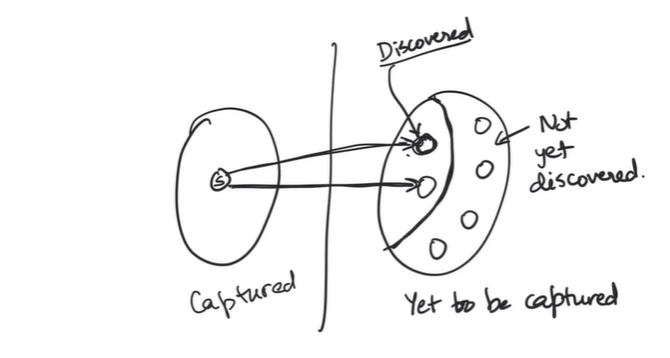 Discovered
Not
yet
discovered.
S
Captured
Yet to be captured